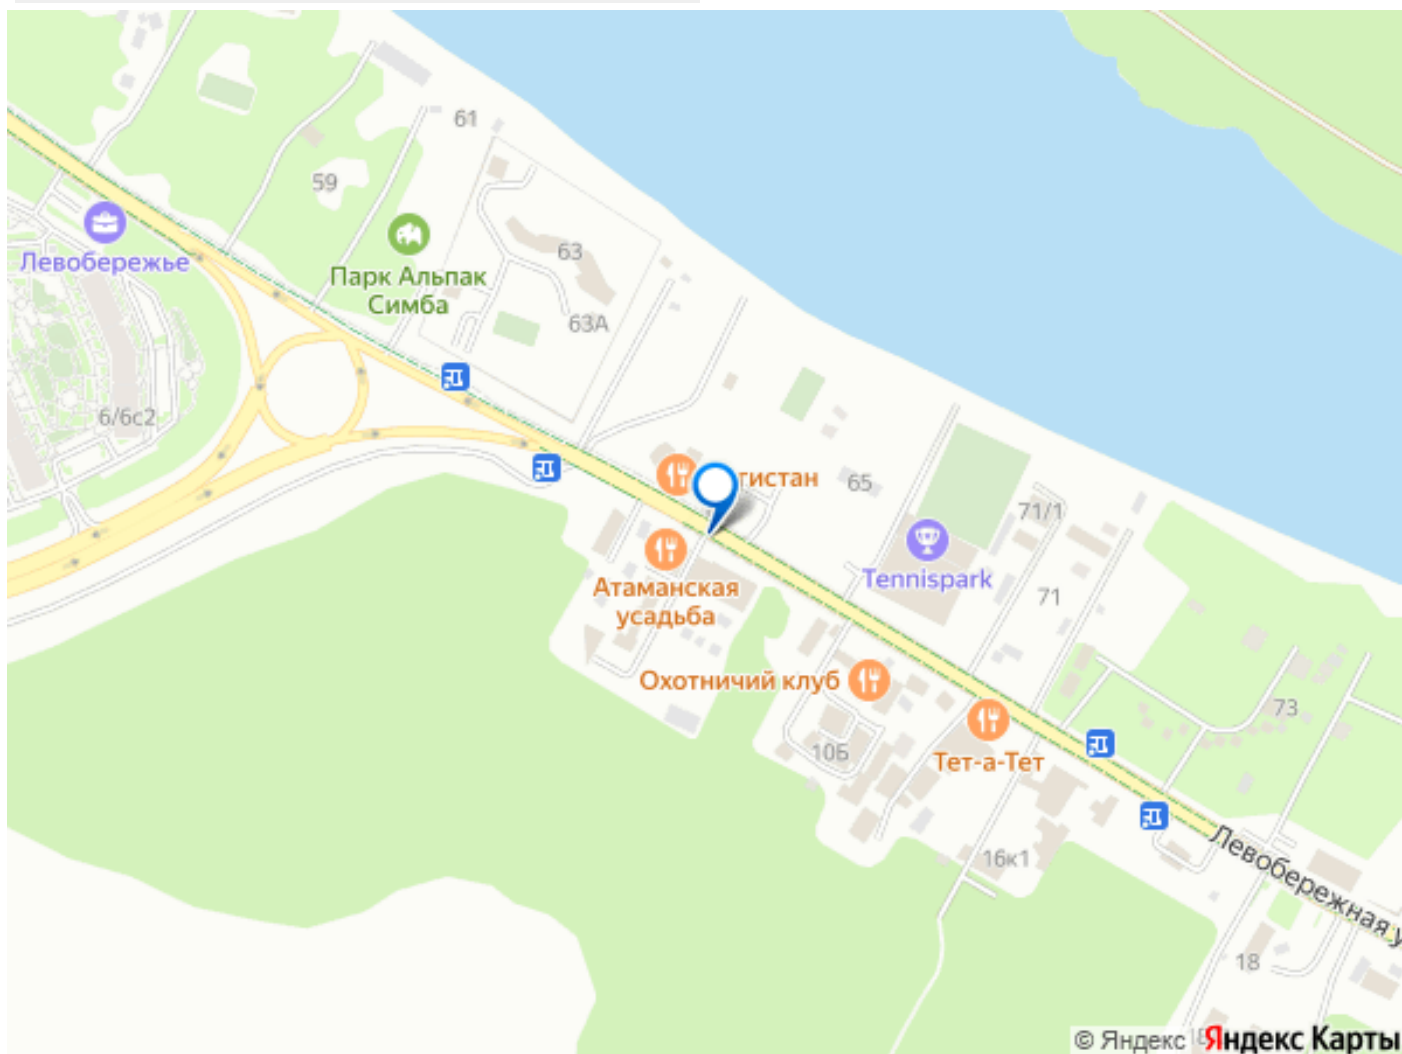 61
59
Левобережье
Парк Альпак
Симба
63
63А
6/6с2
гистан
65
71/1
Tennispark
Атаманская
усадьба
71
Охотничий клуб
73
10Б
Тет-а-Тет
16к1
Левобережная у
18
© Яндекс
Яндекс Карты